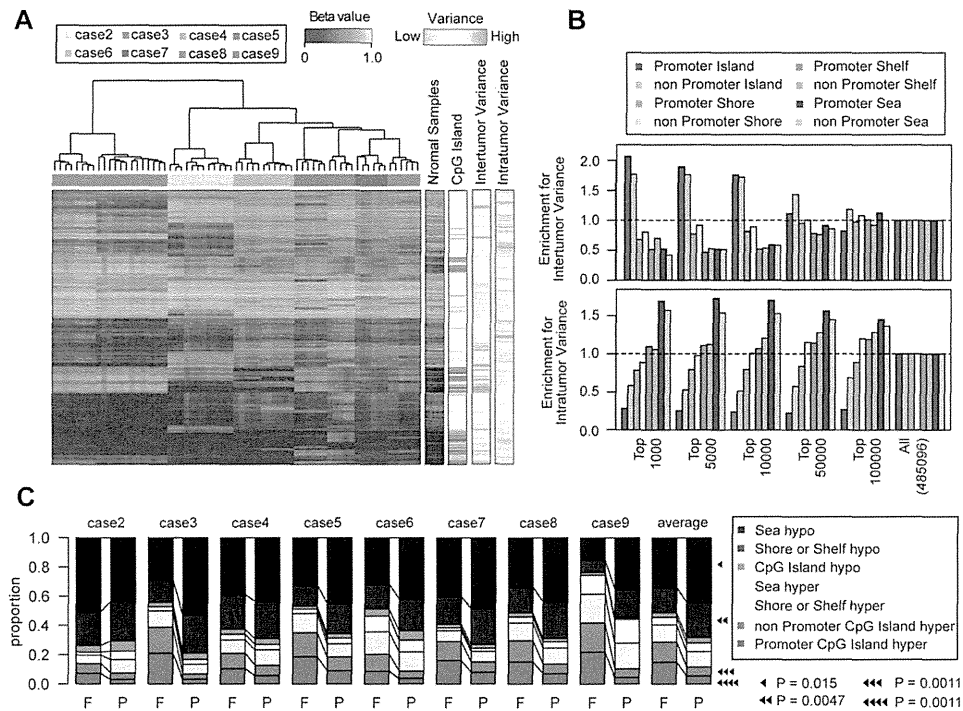 A
case2 case3 case4 case5
case6 case7 case8 case9
Beta value
0 1.0
Variance
Low High
Nromal Samples
CpG Island
Intertumor Variance
Intratumor Variance
B
Promoter Island Promoter Shelf
non Promoter Island non Promoter Shelf
Promoter Shore Promoter Sea
non Promoter Shore non Promoter Sea
Enrichment for
Intertumor Variance
2.0
1.5
1.0
0.5
0.0
Enrichment for
Intratumor Variance
1.5
1.0
0.5
0.0
Top
1000
Top
5000
Top
10000
Top
50000
Top
100000
All
(485096)
C
case2 case3 case4 case5 case6 case7 case8 case9 average
proportion
1.0
0.8
0.6
0.4
0.2
0.0
F P F P F P F P F P F P F P F P F P
Sea hypo
Shore or Shelf hypo
CpG Island hypo
Sea hyper
Shore or Shelf hyper
non Promoter CpG Island hyper
Promoter CpG Island hyper
P = 0.015 P = 0.0011
P = 0.0047 P = 0.0011